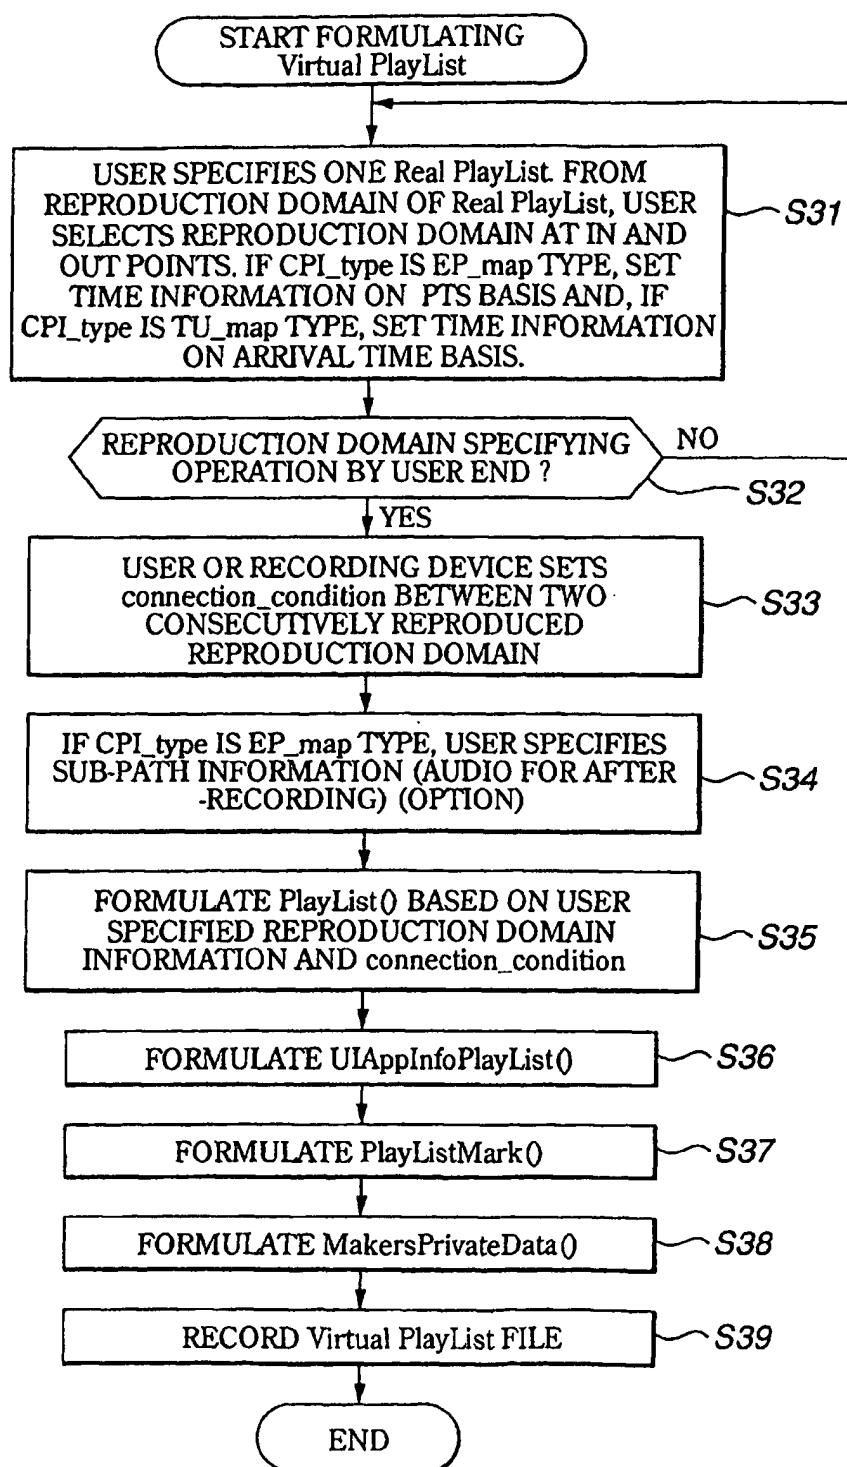 START FORMULATING
Virtual PlayList
USER SPECIFIES ONE Real PlayList. FROM
REPRODUCTION DOMAIN OF Real PlayList, USER
SELECTS REPRODUCTION DOMAIN AT IN AND
OUT POINTS. IF CPI_type IS EP_map TYPE, SET
TIME INFORMATION ON PTS BASIS AND, IF
CPI_type IS TU_map TYPE, SET TIME INFORMATION
ON ARRIVAL TIME BASIS.
S31
REPRODUCTION DOMAIN SPECIFYING
OPERATION BY USER END ?
NO
S32
YES
USER OR RECORDING DEVICE SETS
connection_condition BETWEEN TWO
CONSECUTIVELY REPRODUCED
REPRODUCTION DOMAIN
S33
IF CPI_type IS EP_map TYPE, USER SPECIFIES
SUB-PATH INFORMATION (AUDIO FOR AFTER
-RECORDING) (OPTION)
S34
FORMULATE PlayList() BASED ON USER
SPECIFIED REPRODUCTION DOMAIN
INFORMATION AND connection_condition
S35
FORMULATE UIAppInfoPlayList()
S36
FORMULATE PlayListMark()
S37
FORMULATE MakersPrivateData()
S38
RECORD Virtual PlayList FILE
S39
END